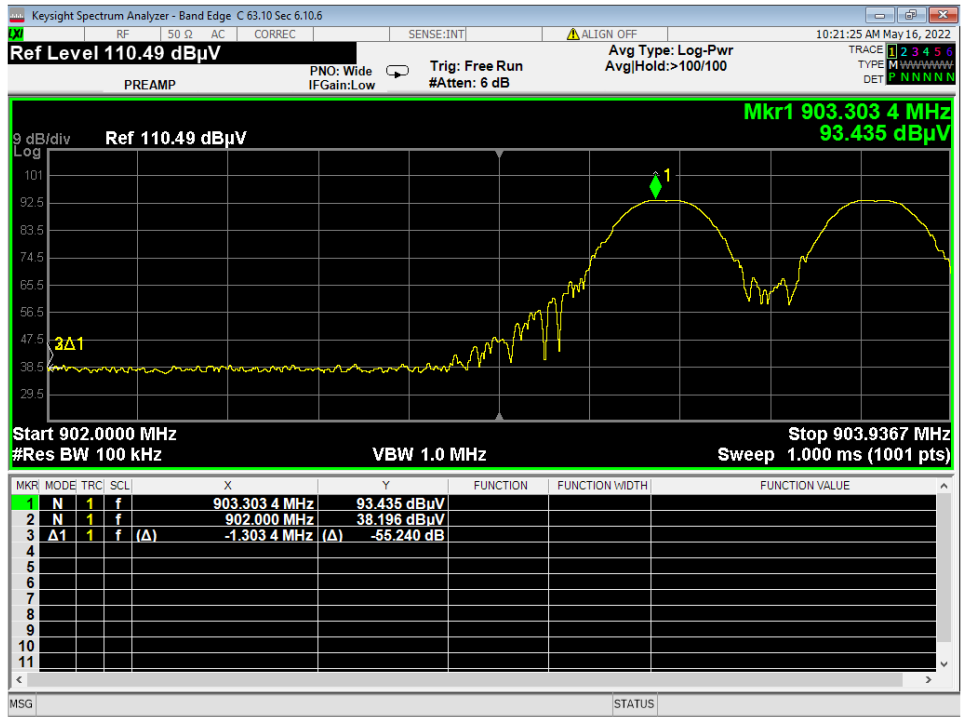 Keysight Spectrum Analyzer - Band Edge C 63.10 Sec 6.10.6
LXI RF 50 Ω AC CORREC SENSE:INT ALIGN OFF 10:21:25 AM May 16, 2022
Ref Level 110.49 dBµV
PREAMP
PNO: Wide
IFGain:Low
Trig: Free Run
#Atten: 6 dB
Avg Type: Log-Pwr
Avg|Hold:>100/100
TRACE 1 2 3 4 5 6
TYPE M WWWWW
DET P N N N N N
Mkr1 903.303 4 MHz
93.435 dBµV
9 dB/div Ref 110.49 dBµV
Log
101
92.5
83.5
74.5
65.5
56.5
47.5
38.5
29.5
1
3Δ1
Start 902.0000 MHz Stop 903.9367 MHz
#Res BW 100 kHz VBW 1.0 MHz Sweep 1.000 ms (1001 pts)
MKR MODE TRC SCL X Y FUNCTION FUNCTION WIDTH FUNCTION VALUE
1 N 1 f 903.303 4 MHz 93.435 dBµV
2 N 1 f 902.000 MHz 38.196 dBµV
3 Δ1 1 f (Δ) -1.303 4 MHz (Δ) -55.240 dB
4
5
6
7
8
9
10
11
MSG STATUS